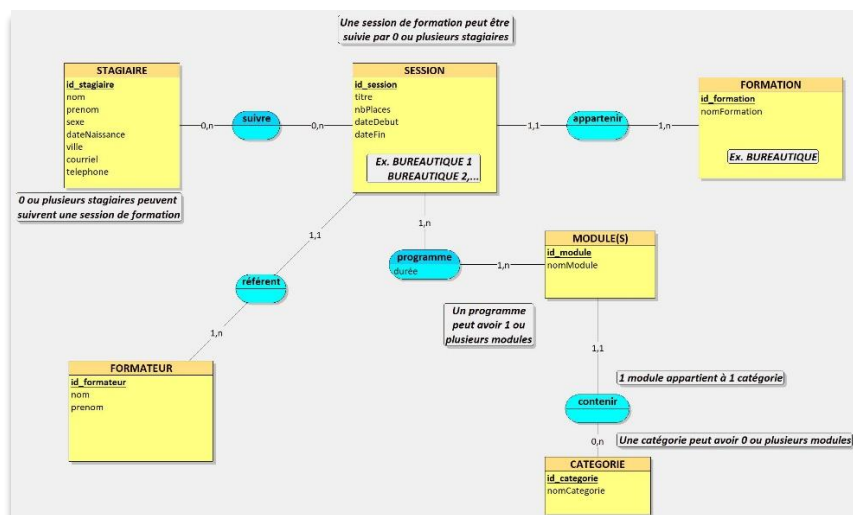 Une session de formation peut être
suivie par 0 ou plusieurs stagiaires
STAGIAIRE
id_stagiaire
nom
prenom
sexe
dateNaissance
ville
courriel
telephone
0,n
suivre
0,n
SESSION
id_session
titre
nbPlaces
dateDebut
dateFin
Ex. BUREAUTIQUE 1
BUREAUTIQUE 2,...
1,1
appartenir
1,n
FORMATION
id_formation
nomFormation
Ex. BUREAUTIQUE
0 ou plusieurs stagiaires peuvent
suivrent une session de formation
1,1
référent
1,n
FORMATEUR
id_formateur
nom
prenom
1,n
programme
durée
1,n
MODULE(S)
id_module
nomModule
Un programme
peut avoir 1 ou
plusieurs modules
1,1
1 module appartient à 1 catégorie
contenir
0,n
Une catégorie peut avoir 0 ou plusieurs modules
CATEGORIE
id_categorie
nomCategorie